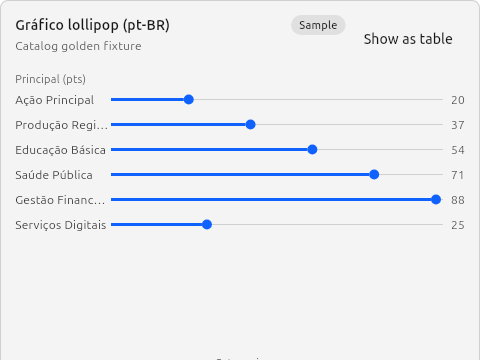 Gráfico lollipop (pt-BR)
Sample
Show as table
Catalog golden fixture
Principal (pts)
Ação Principal 20
Produção Regi... 37
Educação Básica 54
Saúde Pública 71
Gestão Financ... 88
Serviços Digitais 25